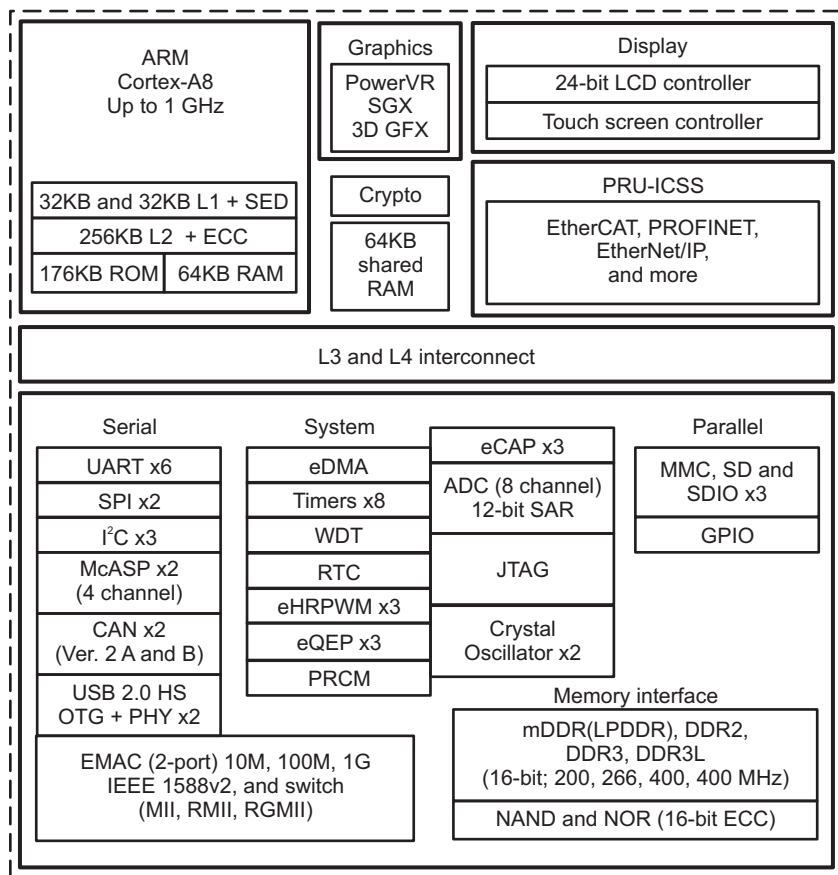 ARM
Cortex-A8
Up to 1 GHz
32KB and 32KB L1 + SED
256KB L2 + ECC
176KB ROM
64KB RAM
Graphics
PowerVR
SGX
3D GFX
Crypto
64KB
shared
RAM
Display
24-bit LCD controller
Touch screen controller
PRU-ICSS
EtherCAT, PROFINET,
EtherNet/IP,
and more
L3 and L4 interconnect
Serial
UART x6
SPI x2
I²C x3
McASP x2
(4 channel)
CAN x2
(Ver. 2 A and B)
USB 2.0 HS
OTG + PHY x2
EMAC (2-port) 10M, 100M, 1G
IEEE 1588v2, and switch
(MII, RMII, RGMII)
System
eDMA
Timers x8
WDT
RTC
eHRPWM x3
eQEP x3
PRCM
eCAP x3
ADC (8 channel)
12-bit SAR
JTAG
Crystal
Oscillator x2
Parallel
MMC, SD and
SDIO x3
GPIO
Memory interface
mDDR(LPDDR), DDR2,
DDR3, DDR3L
(16-bit; 200, 266, 400, 400 MHz)
NAND and NOR (16-bit ECC)